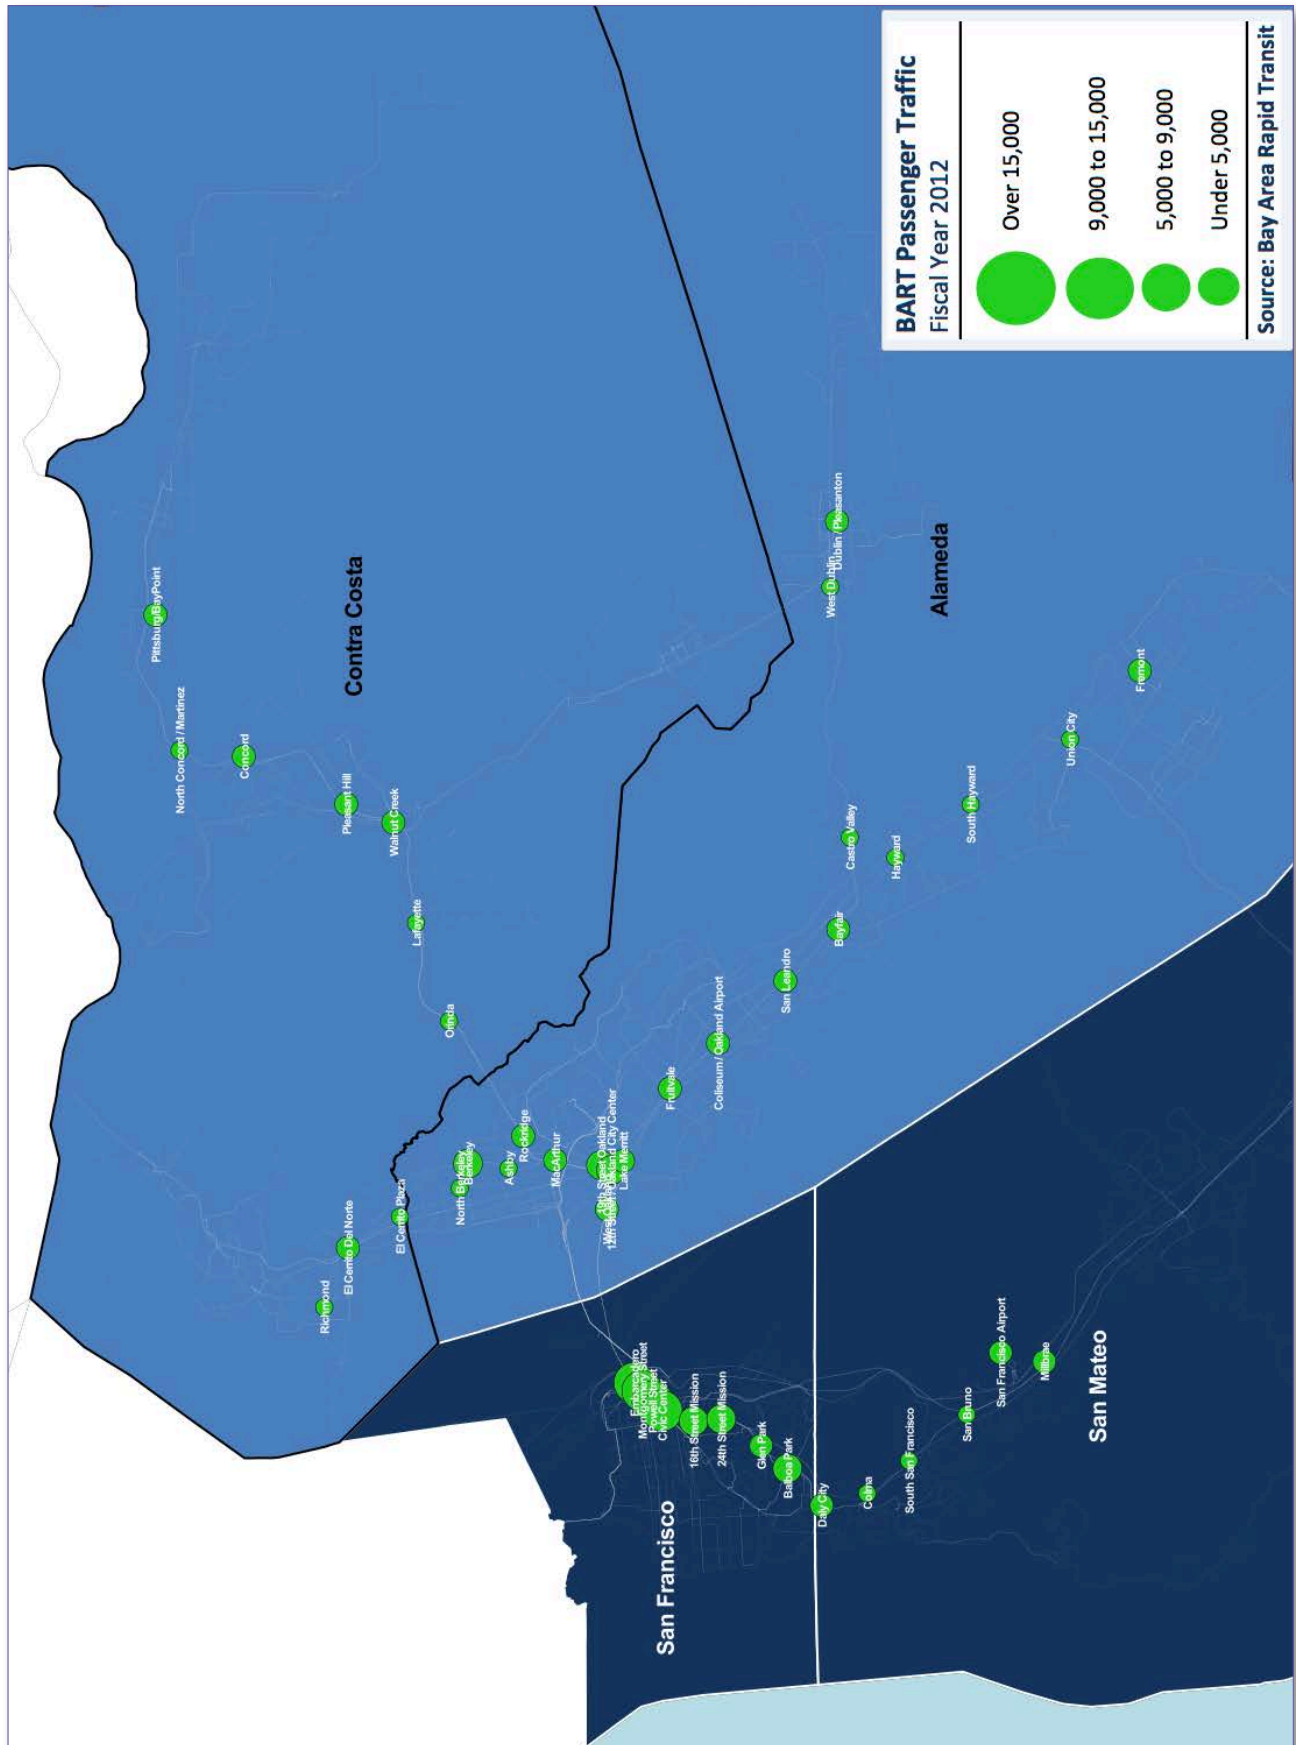 BART Passenger Traffic
Fiscal Year 2012
Over 15,000
9,000 to 15,000
5,000 to 9,000
Under 5,000
Source: Bay Area Rapid Transit
Pittsburg/BayPoint
North Concord / Martinez
Concord
Contra Costa
Pleasant Hill
Walnut Creek
Lafayette
Orinda
Richmond
El Cerrito Del Norte
El Cerrito Plaza
North Berkeley
Berkeley
Ashby
Rockridge
MacArthur
19th Street Oakland
12th Street / Oakland City Center
Lake Merritt
Fruitvale
Coliseum / Oakland Airport
San Leandro
Bayfair
Castro Valley
West Dublin
Dublin / Pleasanton
Alameda
Hayward
South Hayward
Union City
Fremont
San Francisco
Embarcadero
Montgomery Street
Powell Street
Civic Center
16th Street Mission
24th Street Mission
Glen Park
Balboa Park
Daly City
Colma
South San Francisco
San Bruno
San Francisco Airport
Millbrae
San Mateo